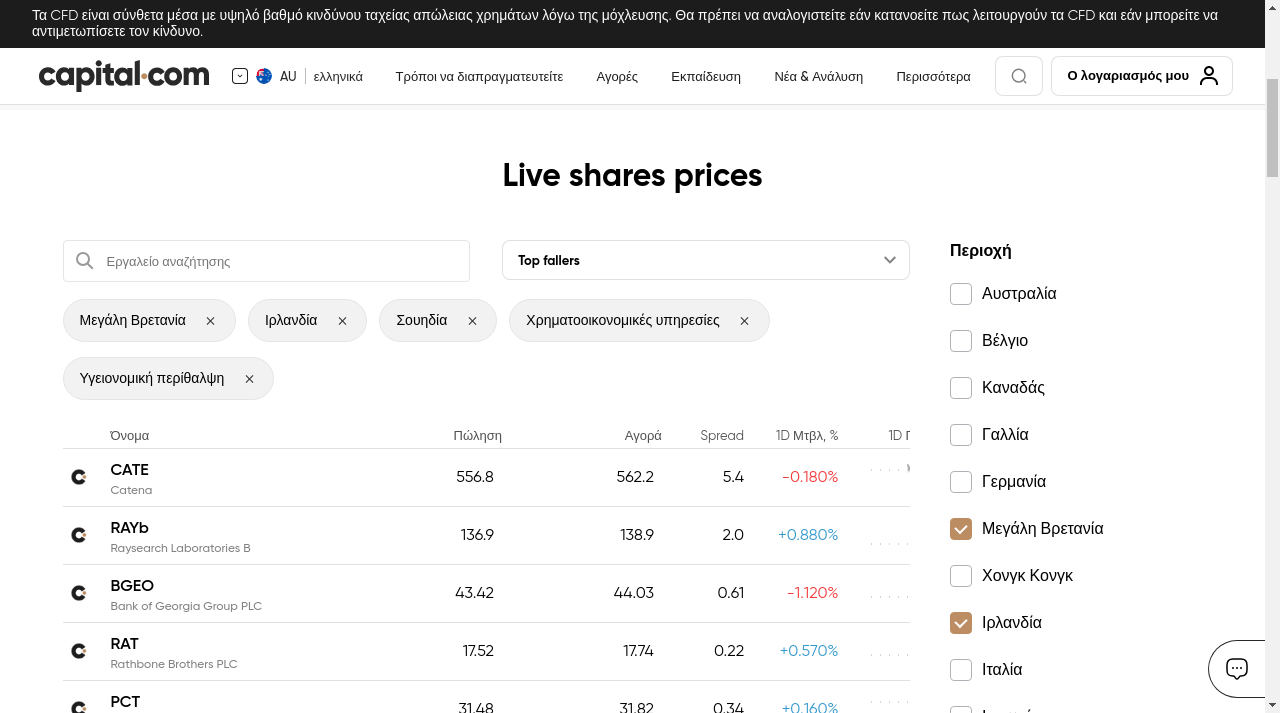 Τα CFD είναι σύνθετα μέσα με υψηλό βαθμό κινδύνου ταχείας απώλειας χρημάτων λόγω της μόχλευσης. Θα πρέπει να αναλογιστείτε εάν κατανοείτε πως λειτουργούν τα CFD και εάν μπορείτε να
αντιμετωπίσετε τον κίνδυνο.
capital.com AU ελληνικά Τρόποι να διαπραγματευτείτε Αγορές Εκπαίδευση Νέα & Ανάλυση Περισσότερα Ο λογαριασμός μου
Live shares prices
Εργαλείο αναζήτησης
Top fallers
Μεγάλη Βρετανία
Ιρλανδία
Σουηδία
Χρηματοοικονομικές υπηρεσίες
Υγειονομική περίθαλψη
Όνομα Πώληση Αγορά Spread 1D Μτβλ, % 1D
CATE 556.8 562.2 5.4 -0.180%
Catena
RAYb 136.9 138.9 2.0 +0.880%
Raysearch Laboratories B
BGEO 43.42 44.03 0.61 -1.120%
Bank of Georgia Group PLC
RAT 17.52 17.74 0.22 +0.570%
Rathbone Brothers PLC
PCT 31.48 31.82 0.34 +0.160%
Περιοχή
Αυστραλία
Βέλγιο
Καναδάς
Γαλλία
Γερμανία
Μεγάλη Βρετανία
Χονγκ Κονγκ
Ιρλανδία
Ιταλία